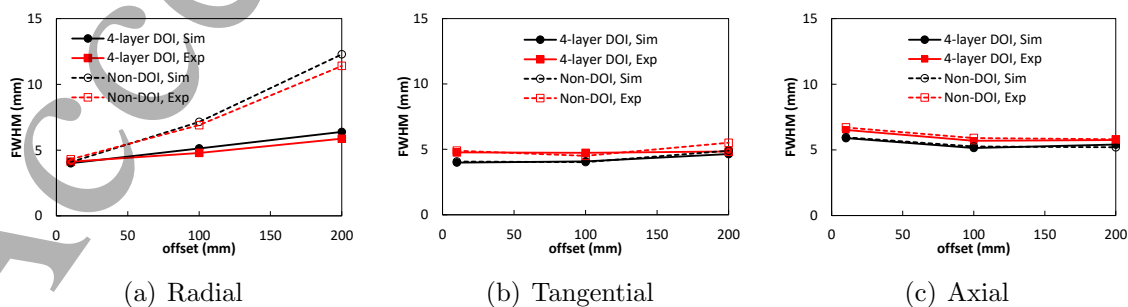 15
10
5
0
FWHM (mm)
4-layer DOI, Sim
4-layer DOI, Exp
Non-DOI, Sim
Non-DOI, Exp
0 50 100 150 200
offset (mm)
(a) Radial
15
10
5
0
FWHM (mm)
4-layer DOI, Sim
4-layer DOI, Exp
Non-DOI, Sim
Non-DOI, Exp
0 50 100 150 200
offset (mm)
(b) Tangential
15
10
5
0
FWHM (mm)
4-layer DOI, Sim
4-layer DOI, Exp
Non-DOI, Sim
Non-DOI, Exp
0 50 100 150 200
offset (mm)
(c) Axial